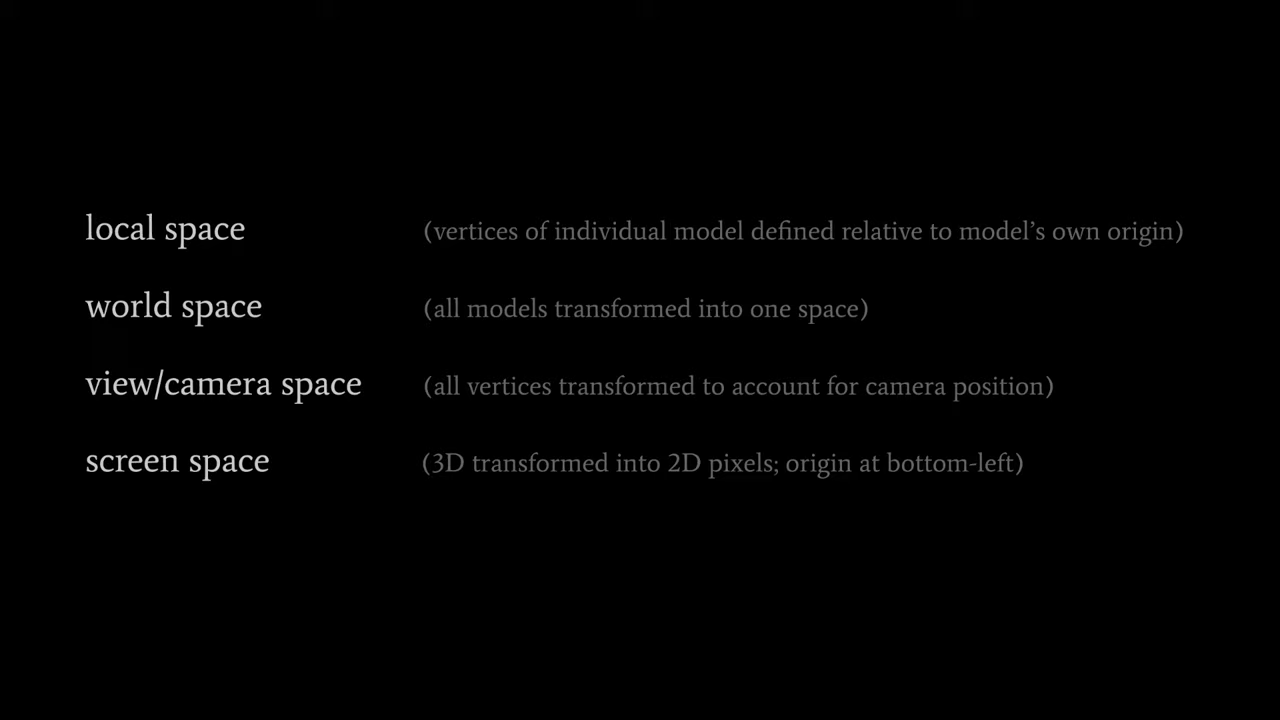 local space (vertices of individual model defined relative to model’s own origin)
world space (all models transformed into one space)
view/camera space (all vertices transformed to account for camera position)
screen space (3D transformed into 2D pixels; origin at bottom-left)